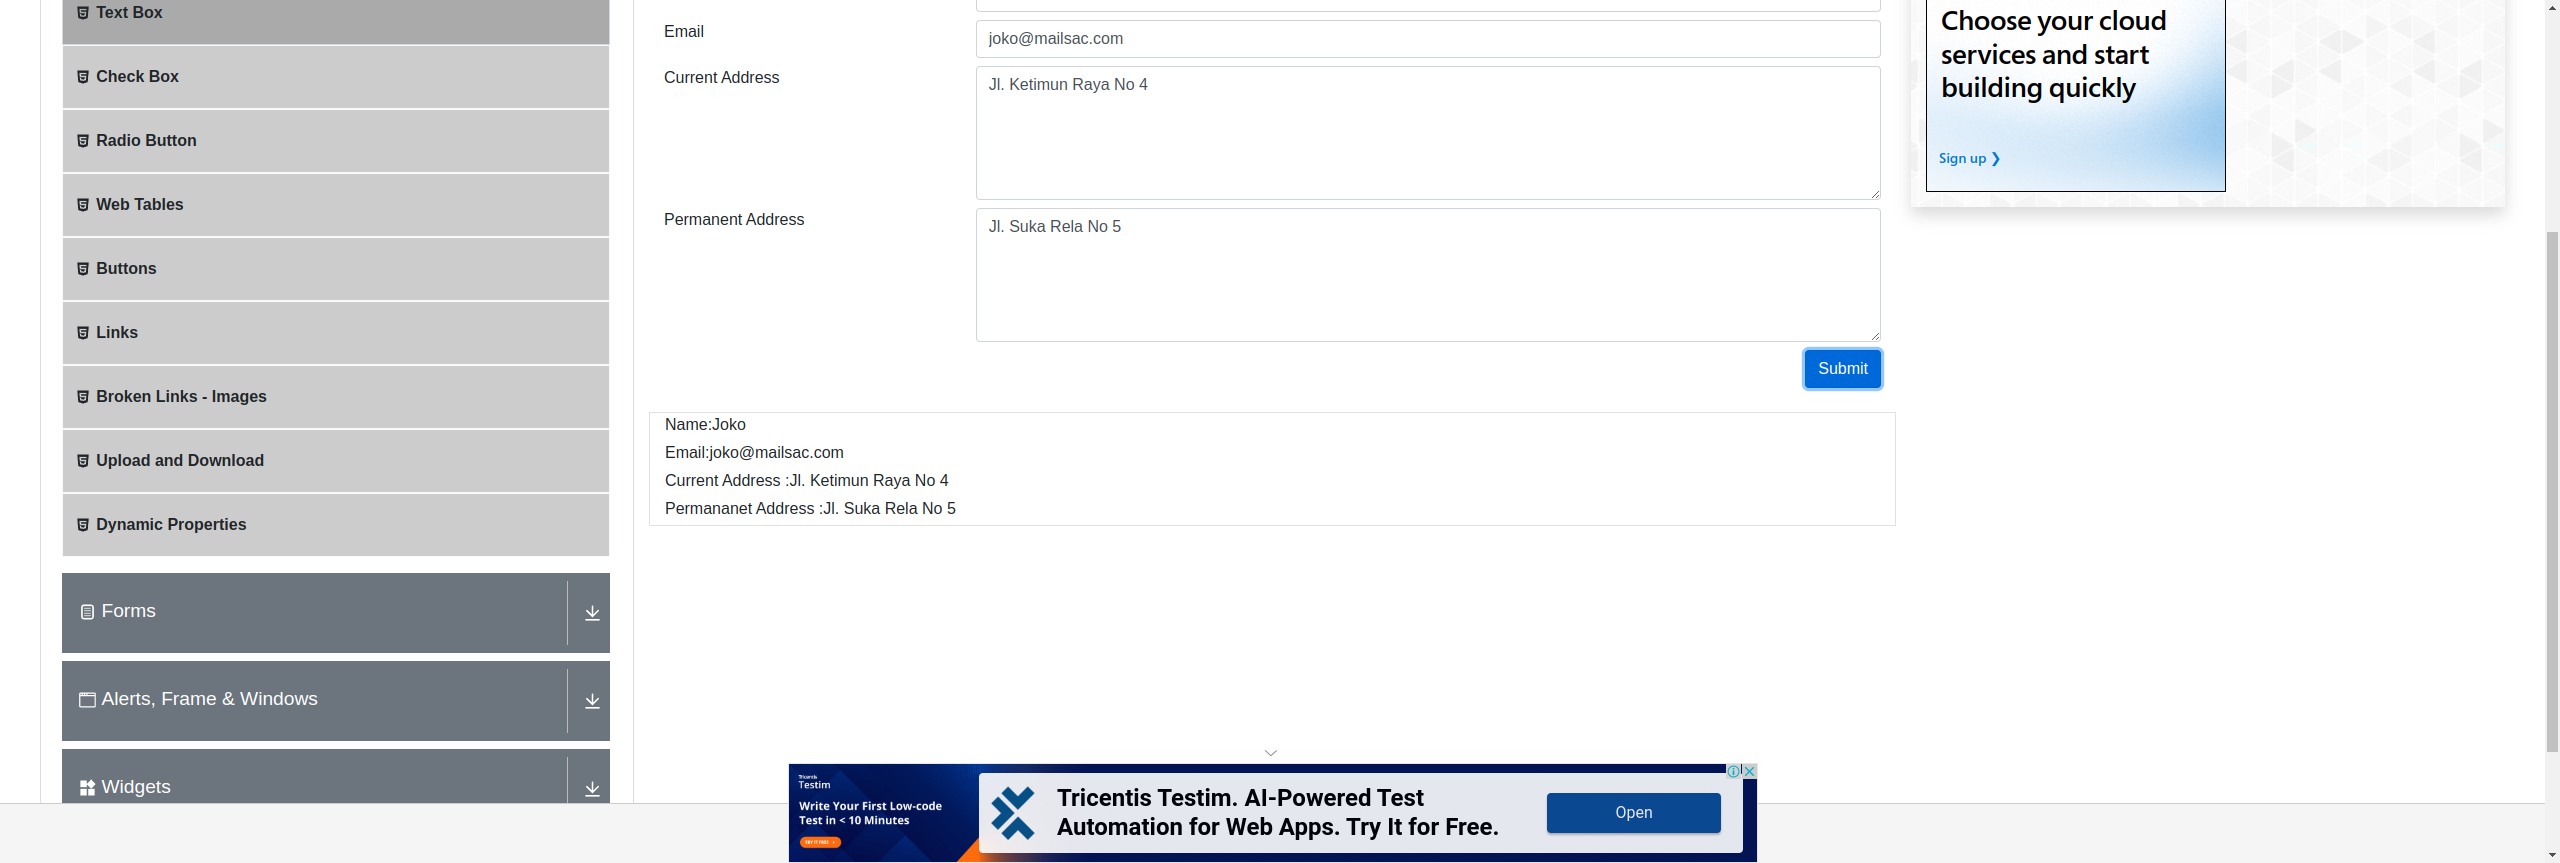 Text Box
Check Box
Radio Button
Web Tables
Buttons
Links
Broken Links - Images
Upload and Download
Dynamic Properties
Forms
Alerts, Frame & Windows
Widgets
Email
joko@mailsac.com
Current Address
Jl. Ketimun Raya No 4
Permanent Address
Jl. Suka Rela No 5
Submit
Name:Joko
Email:joko@mailsac.com
Current Address :Jl. Ketimun Raya No 4
Permananet Address :Jl. Suka Rela No 5
Choose your cloud
services and start
building quickly
Sign up ❯
Tricentis
Testim
Write Your First Low-code
Test in < 10 Minutes
TRY IT FREE
Tricentis Testim. AI-Powered Test
Automation for Web Apps. Try It for Free.
Open